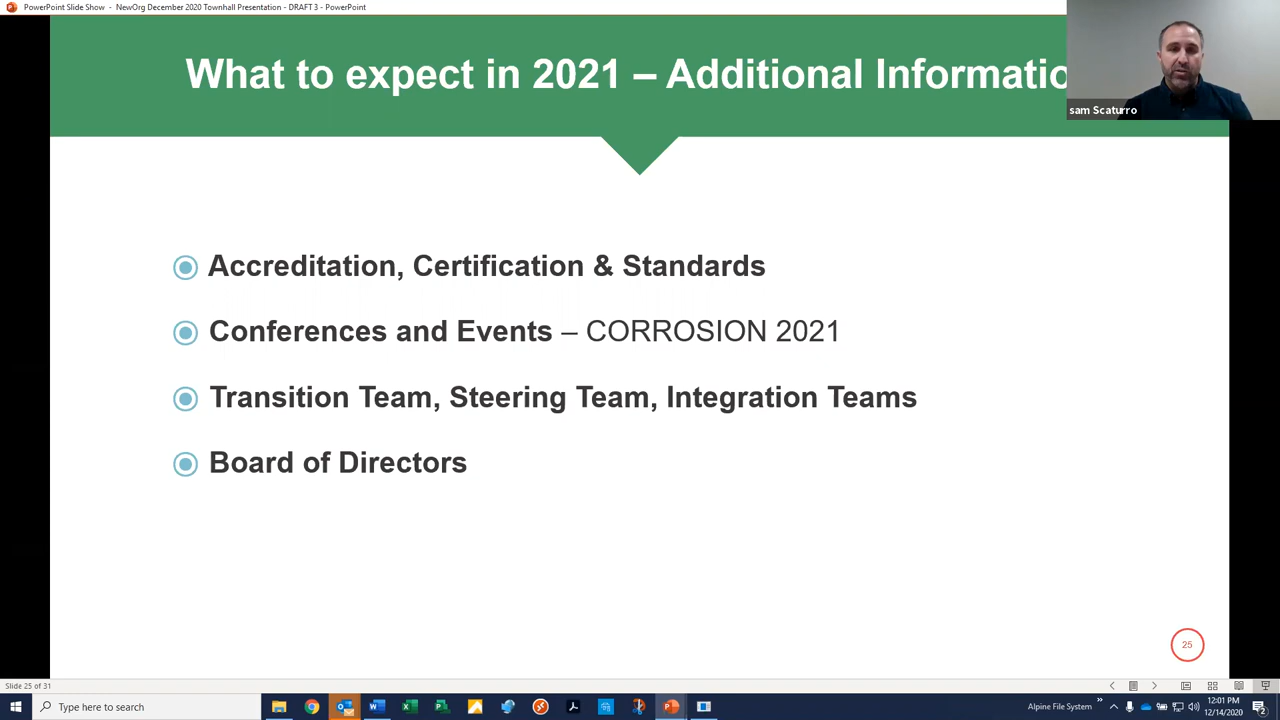 PowerPoint Slide Show - NewOrg December 2020 Townhall Presentation - DRAFT 3 - PowerPoint
What to expect in 2021 – Additional Informatio
sam Scaturro
Accreditation, Certification & Standards
Conferences and Events – CORROSION 2021
Transition Team, Steering Team, Integration Teams
Board of Directors
25
Slide 25 of 31
Type here to search
Alpine File System
12:01 PM
12/14/2020
2